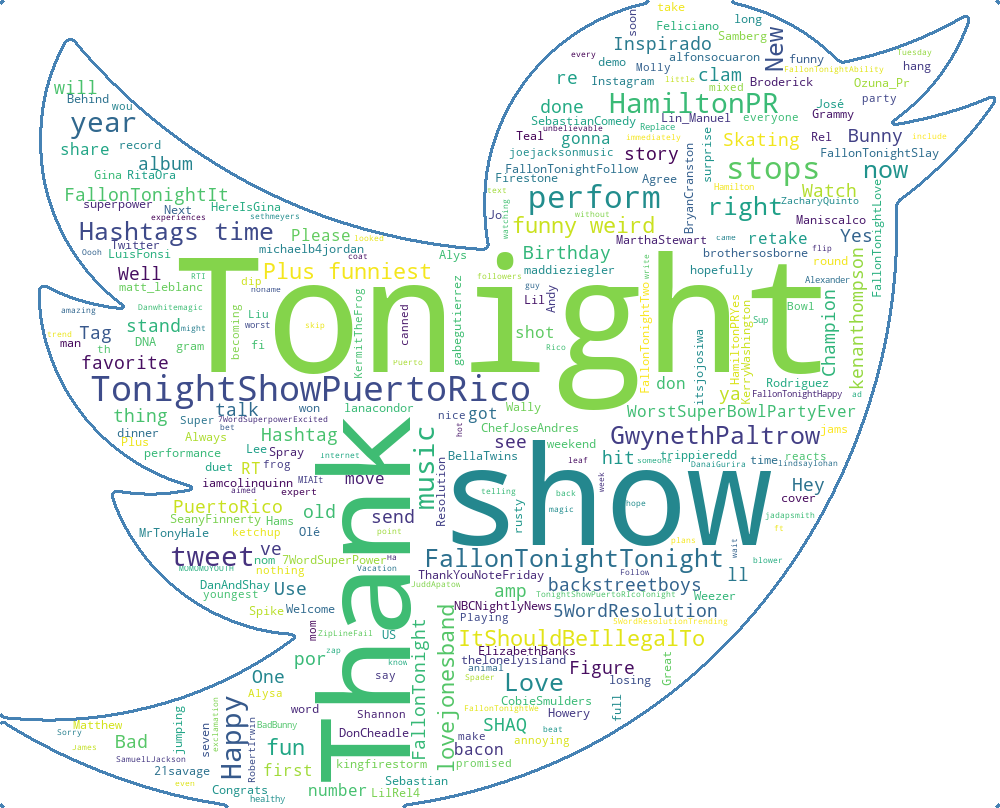 take
soon
long
Feliciano
Samberg
every
Inspirado
New
alfonsocuaron
funny
Tuesday
demo
Molly
FallonTonightAbility
hang
re
Instagram
little
clam
Broderick
Ozuna_Pr
will
Behind
wou
mixed
party
done
HamiltonPR
José
Grammy
year
SebastianComedy
Lin_Manuel
everyone
Teal
unbelievable
Replace
immediately
Rel
Bunny
include
share
record
gonna
Skating
album
joejacksonmusic
story
surprise
FallonTonightSlay
Gina
RitaOra
FallonTonightFollow
Agree
stops
now
Firestone
BryanCranston
FallonTonightIt
text
Hamilton
Watch
superpower
Next
HereIsGina
perform
right
ZacharyQuinto
experiences
sethmeyers
Jo
without
came
Maniscalco
FallonTonightLove
Hashtags time
Please
watching
funny weird
MarthaStewart
retake
Yes
Twitter
looked
michaelb4jordan
Alys
Birthday
brothersosborne
flip
Oooh
LuisFonsi
coat
maddieziegler
write
hopefully
round
Well
RTI
Plus funniest
followers
Alexander
matt_leblanc
dip
noname
guy
Lil
Andy
Tonight
Bowl
kenanthompson
Danwhitemagic
KermitTheFrog
gabegutierrez
FallonTonightTwo
HamiltonPRYes
Champion
amazing
Liu
canned
shot
Sup
Tag
stand
might
becoming
worst
itsjojosiwa
KerryWashington
trend
DNA
skip
Rico
man
th
gram
fi
Puerto
favorite
don
Rodriguez
FallonTonightHappy
ad
TonightShowPuertoRico
ya
thing
talk
won
lanacondor
nice
got
Wally
WorstSuperBowlPartyEver
Super
7WordSuperpowerExcited
jams
dinner
bet
Hashtag
music
hot
ChefJoseAndres
GwynethPaltrow
Plus
Always
see
weekend
performance
Lee
Spray
internet
BellaTwins
hit
trippieredd
time
reacts
duet
RT
frog
MIAIt
leaf
someone
DanaiGurira
lindsaylohan
iamcolinquinn
move
Resolution
telling
back
week
Hey
aimed
expert
Thank
show
hope
cover
PuertoRico
old
send
rusty
magic
jadapsmith
SeanyFinnerty
Hams
MrTonyHale
ketchup
Olé
point
plans
ft
tweet
ve
nom
7WordSuperPower
Ha
FallonTonightTonight
wait
blower
MOMOMOYOUTH
nothing
Vacation
ThankYouNoteFriday
Follow
ll
DanAndShay
Use
JuddApatow
amp
backstreetboys
youngest
TonightShowPuertoRicoTonight
Weezer
Spike
Welcome
NBCNightlyNews
5WordResolution
Playing
5WordResolutionTrending
mom
ZipLineFail
US
FallonTonight
lovejonesband
ItShouldBeIllegalTo
zap
por
know
ElizabethBanks
thelonelyisland
Great
One
say
animal
Figure
Spader
Love
losing
Alysa
CobieSmulders
word
Shannon
FallonTonightwe
full
Happy
seven
exclamation
SHAQ
Howery
Matthew
BadBunny
DonCheadle
make
beat
Sorry
Bad
jumping
RobertIrwin
fun
bacon
annoying
James
SamuelLJackson
kingfirestorm
promised
21savage
first
Sebastian
even
Congrats
number
LilRel4
healthy